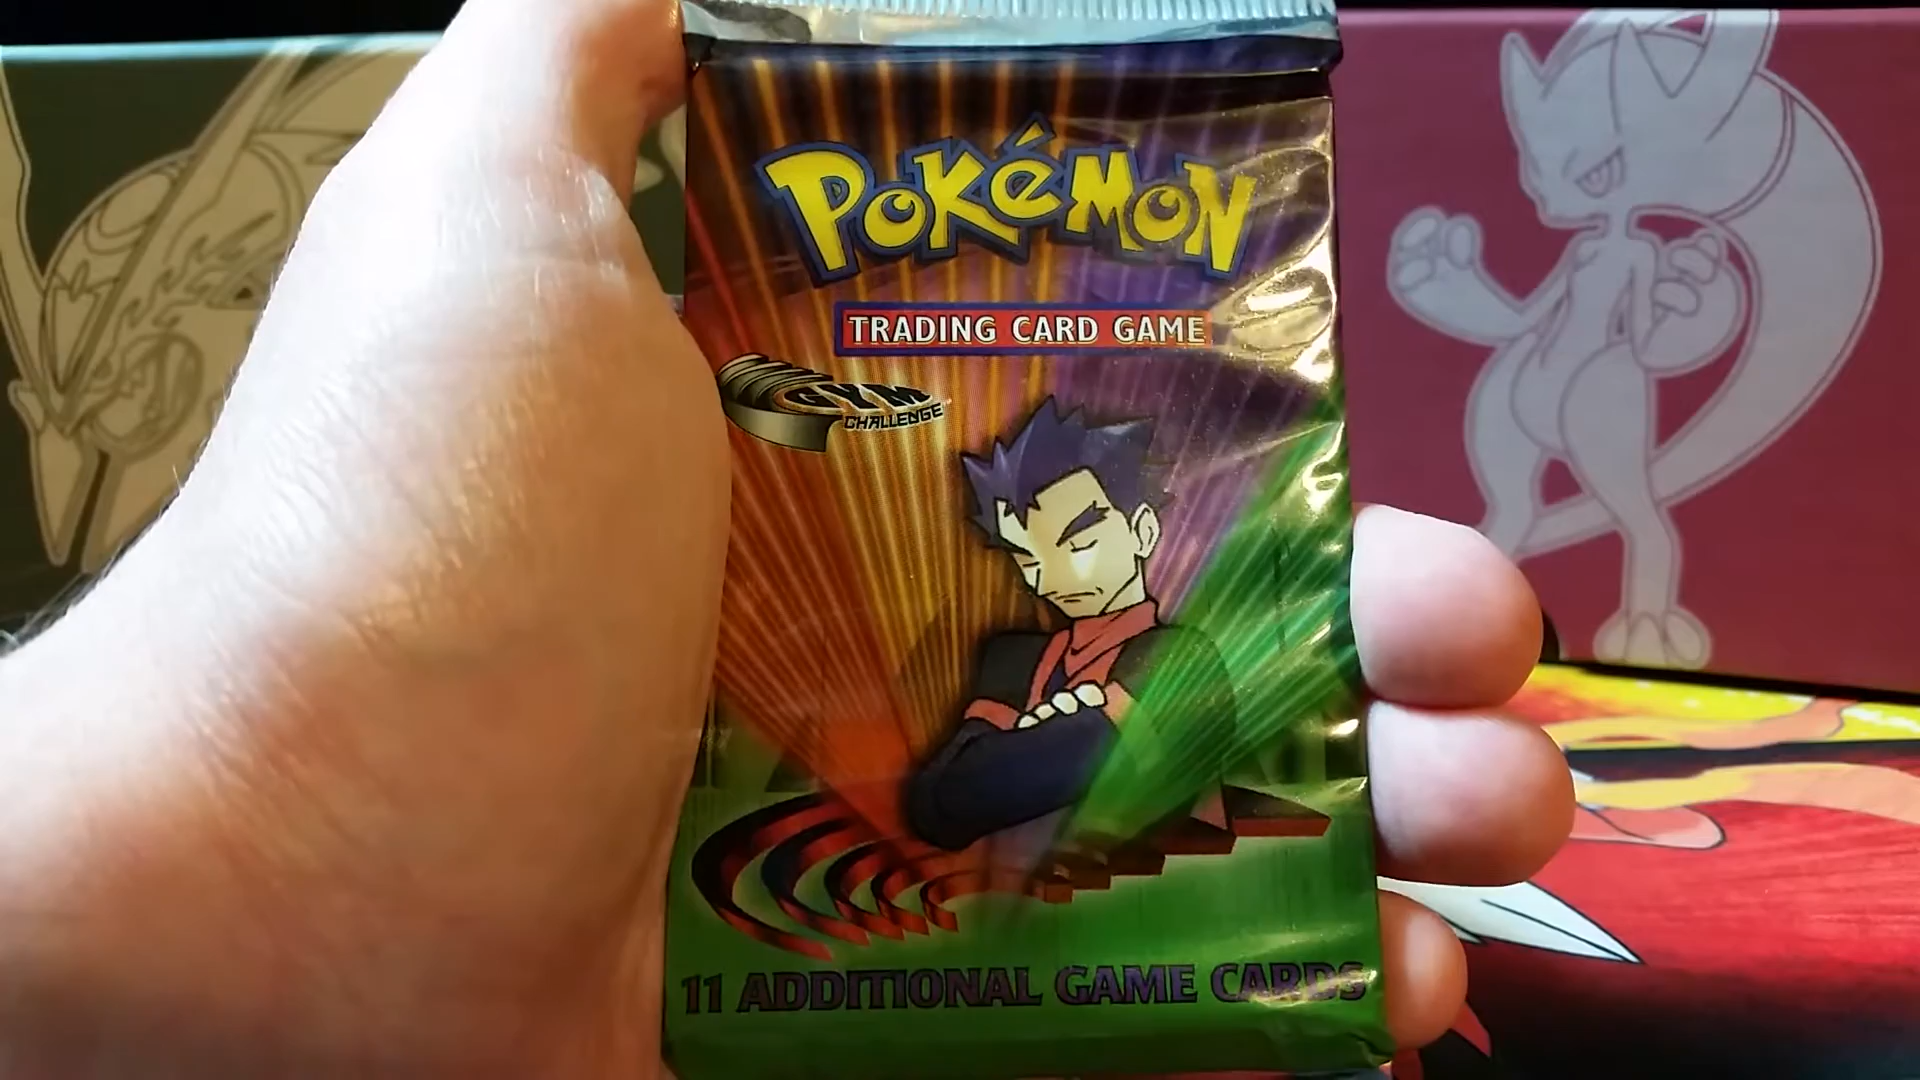 POKéMON
TRADING CARD GAME
GYM
CHALLENGE
11 ADDITIONAL GAME CARDS